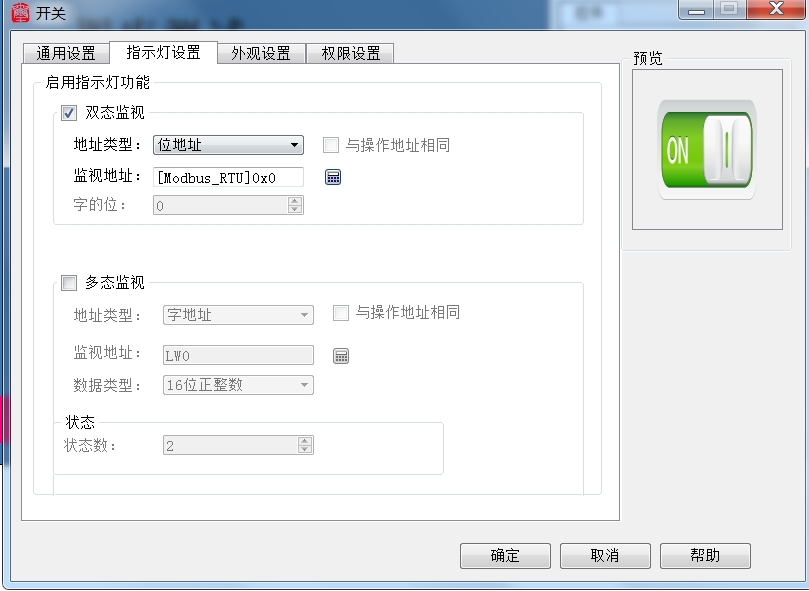 开关
通用设置 指示灯设置 外观设置 权限设置
预览
启用指示灯功能
双态监视
地址类型： 位地址 与操作地址相同
ON
监视地址： [Modbus_RTU]0x0
字的位： 0
多态监视
地址类型： 字地址 与操作地址相同
监视地址： LW0
数据类型： 16位正整数
状态
状态数： 2
确定 取消 帮助